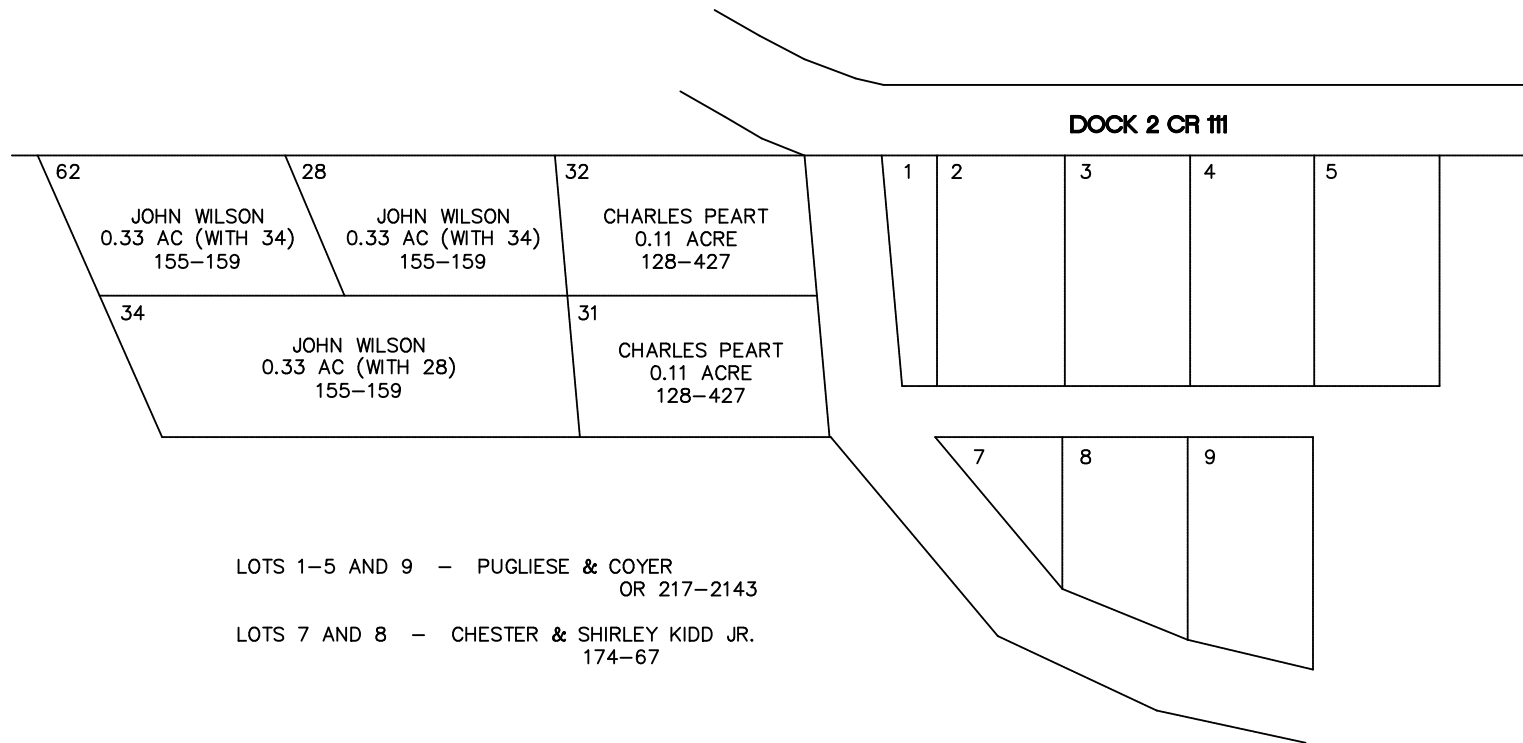 DOCK 2 CR 111
62
JOHN WILSON
0.33 AC (WITH 34)
155-159
28
JOHN WILSON
0.33 AC (WITH 34)
155-159
32
CHARLES PEART
0.11 ACRE
128-427
1
2
3
4
5
34
JOHN WILSON
0.33 AC (WITH 28)
155-159
31
CHARLES PEART
0.11 ACRE
128-427
7
8
9
LOTS 1-5 AND 9 - PUGLIESE & COYER
OR 217-2143
LOTS 7 AND 8 - CHESTER & SHIRLEY KIDD JR.
174-67